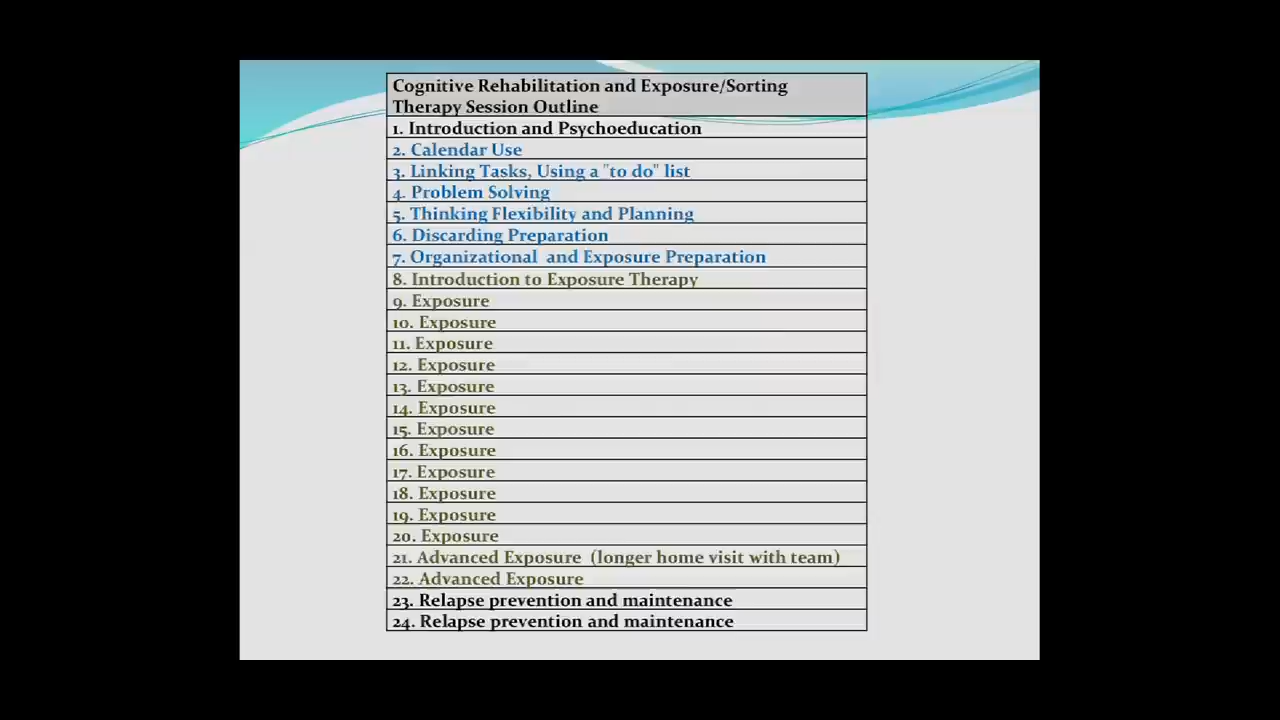 Cognitive Rehabilitation and Exposure/Sorting
Therapy Session Outline
1. Introduction and Psychoeducation
2. Calendar Use
3. Linking Tasks, Using a "to do" list
4. Problem Solving
5. Thinking Flexibility and Planning
6. Discarding Preparation
7. Organizational  and Exposure Preparation
8. Introduction to Exposure Therapy
9. Exposure
10. Exposure
11. Exposure
12. Exposure
13. Exposure
14. Exposure
15. Exposure
16. Exposure
17. Exposure
18. Exposure
19. Exposure
20. Exposure
21. Advanced Exposure  (longer home visit with team)
22. Advanced Exposure
23. Relapse prevention and maintenance
24. Relapse prevention and maintenance